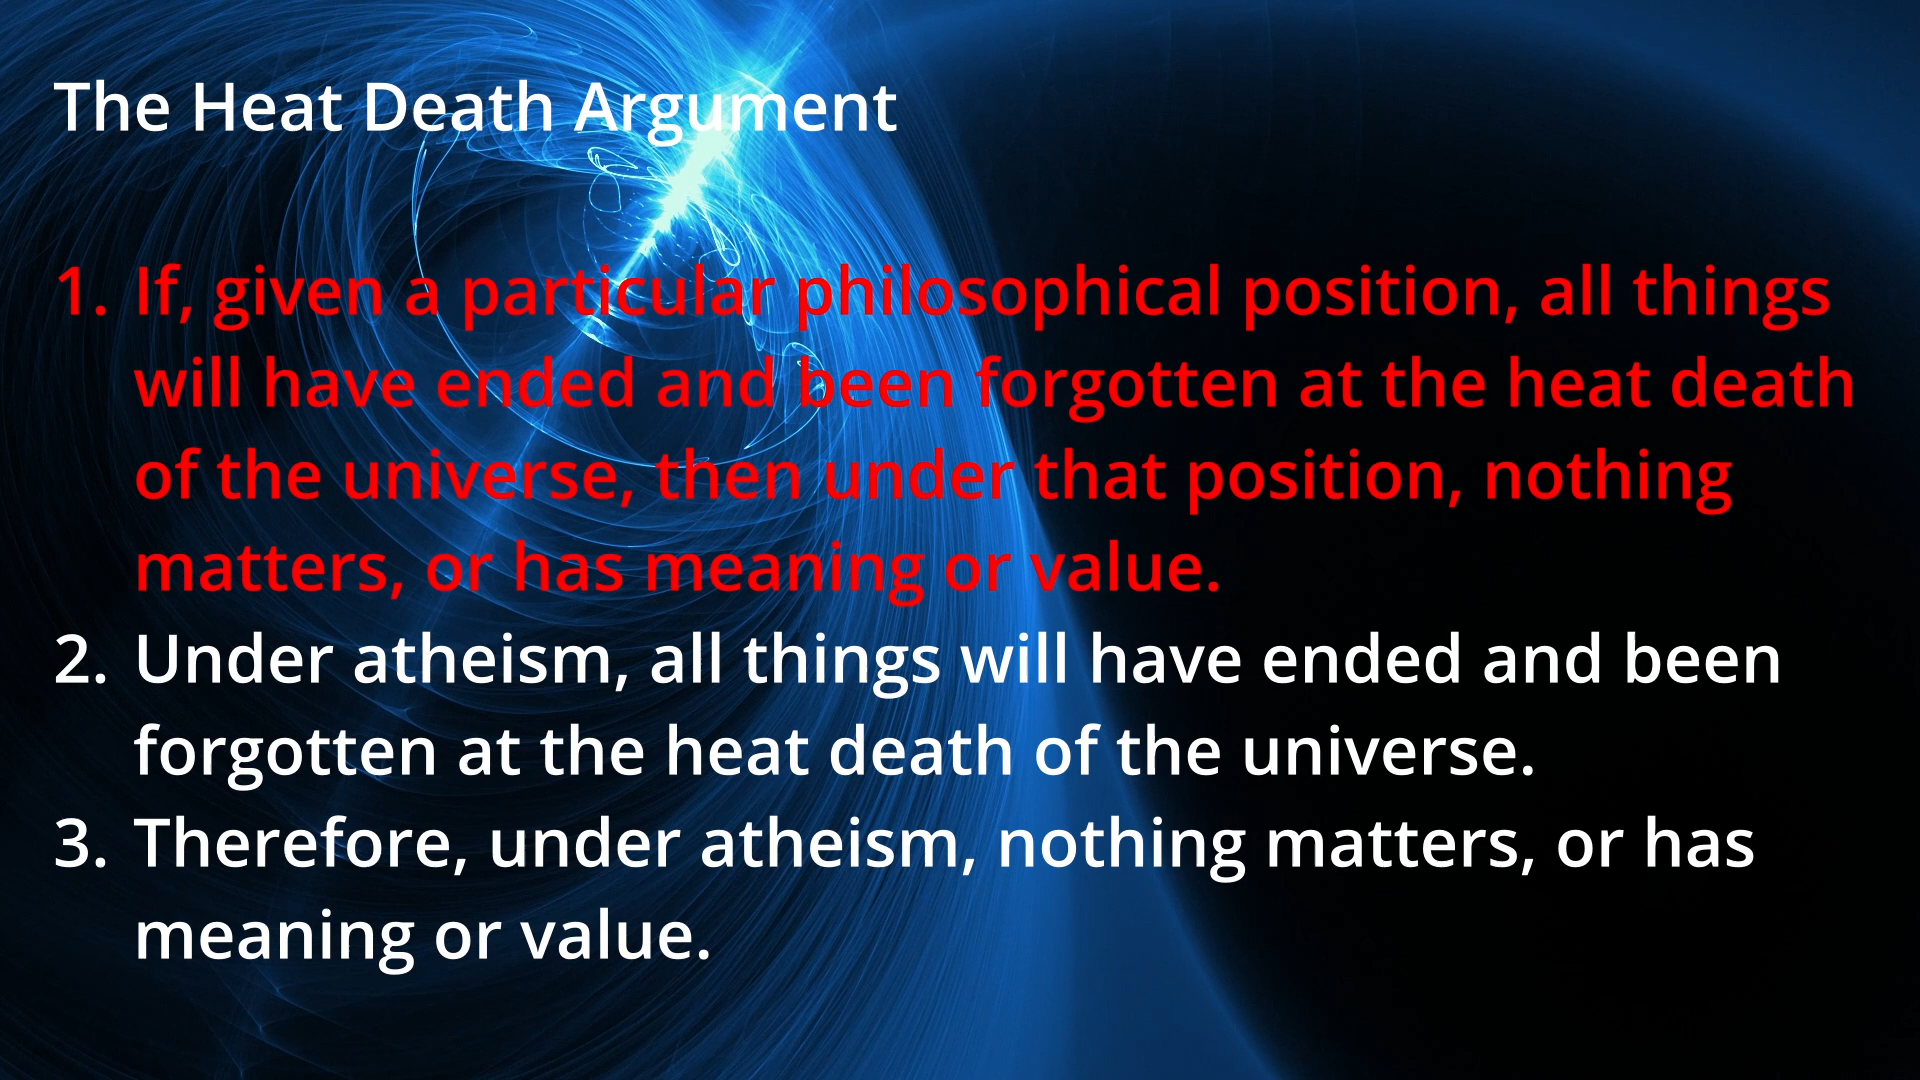 The Heat Death Argument
1. If, given a particular philosophical position, all things
will have ended and been forgotten at the heat death
of the universe, then under that position, nothing
matters, or has meaning or value.
2. Under atheism, all things will have ended and been
forgotten at the heat death of the universe.
3. Therefore, under atheism, nothing matters, or has
meaning or value.